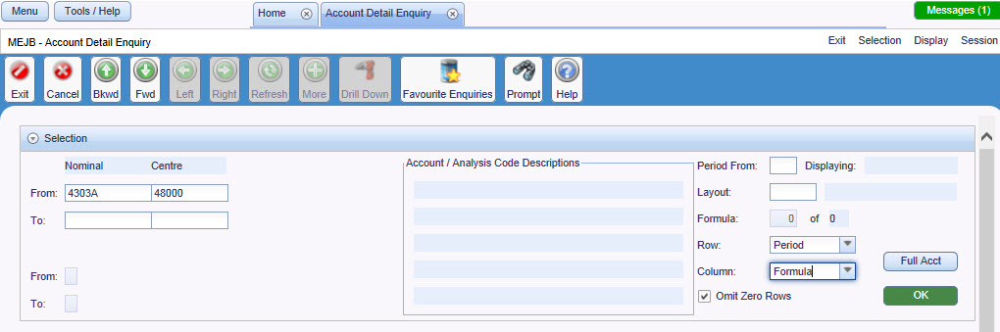 Menu Tools / Help Home Account Detail Enquiry Messages (1)
MEJB - Account Detail Enquiry Exit Selection Display Session
Exit Cancel Bkwd Fwd Left Right Refresh More Drill Down Favourite Enquiries Prompt Help
Selection
Nominal Centre Account / Analysis Code Descriptions Period From: Displaying:
From: 4303A 48000 Layout:
To: Formula: 0 of 0
Row: Period
From: Column: Formula Full Acct
To: Omit Zero Rows OK